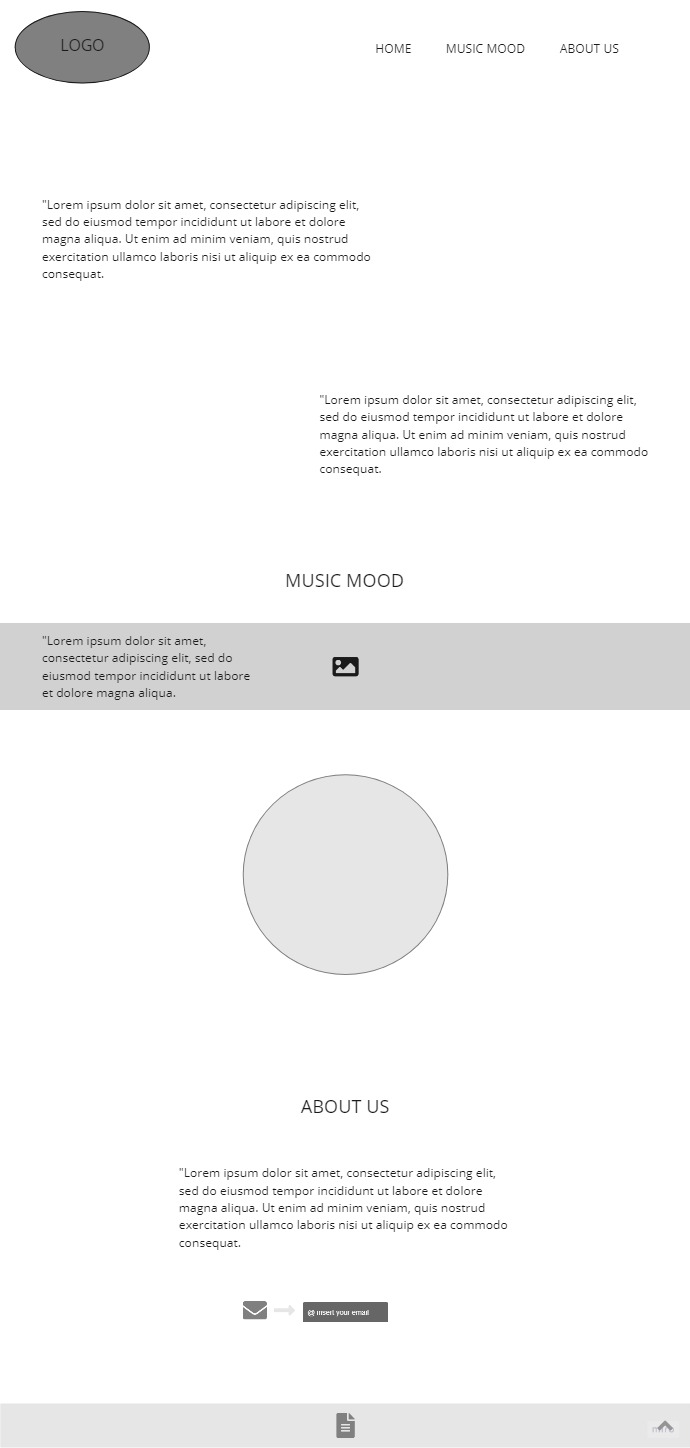 LOGO
HOME
MUSIC MOOD
ABOUT US
"Lorem ipsum dolor sit amet, consectetur adipiscing elit,
sed do eiusmod tempor incididunt ut labore et dolore
magna aliqua. Ut enim ad minim veniam, quis nostrud
exercitation ullamco laboris nisi ut aliquip ex ea commodo
consequat.
"Lorem ipsum dolor sit amet, consectetur adipiscing elit,
sed do eiusmod tempor incididunt ut labore et dolore
magna aliqua. Ut enim ad minim veniam, quis nostrud
exercitation ullamco laboris nisi ut aliquip ex ea commodo
consequat.
MUSIC MOOD
"Lorem ipsum dolor sit amet,
consectetur adipiscing elit, sed do
eiusmod tempor incididunt ut labore
et dolore magna aliqua.
ABOUT US
"Lorem ipsum dolor sit amet, consectetur adipiscing elit,
sed do eiusmod tempor incididunt ut labore et dolore
magna aliqua. Ut enim ad minim veniam, quis nostrud
exercitation ullamco laboris nisi ut aliquip ex ea commodo
consequat.
@ insert your email